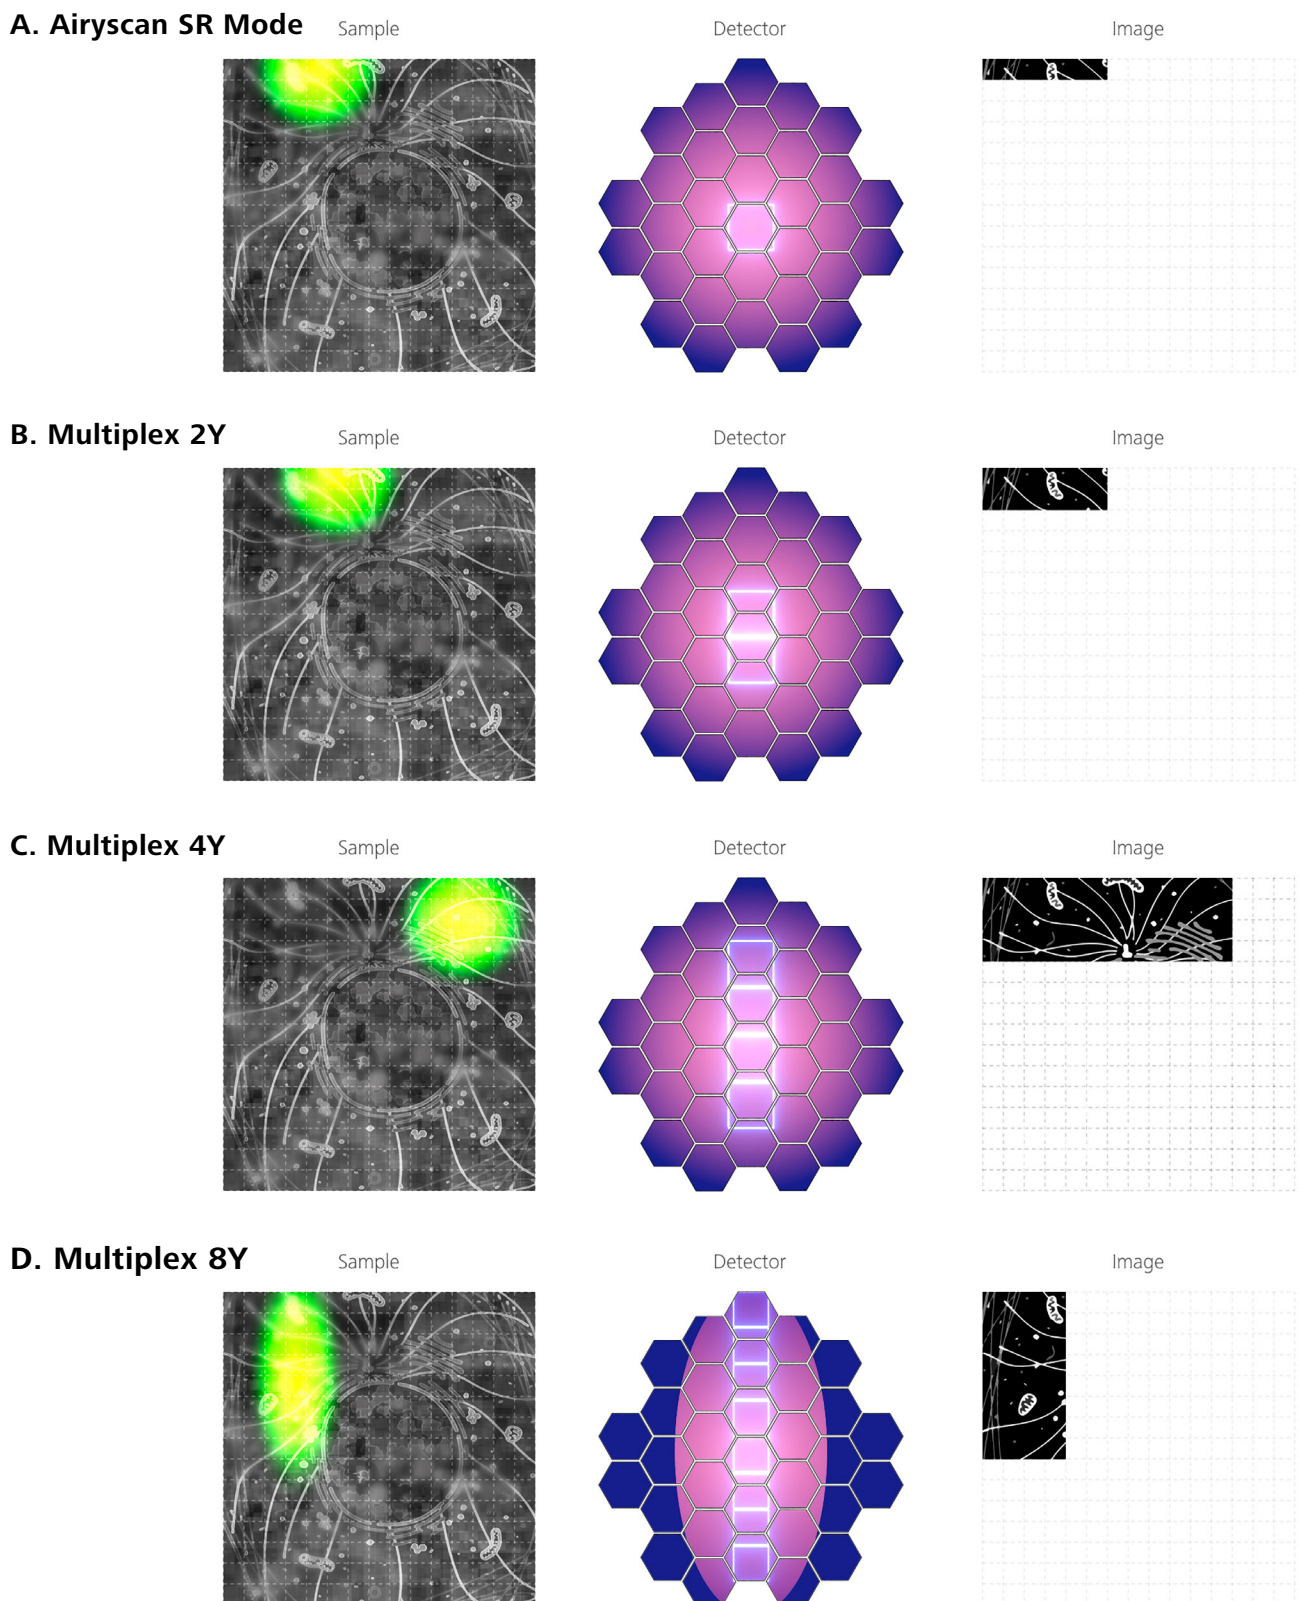 A. Airyscan SR Mode
Sample
Detector
Image
B. Multiplex 2Y
Sample
Detector
Image
C. Multiplex 4Y
Sample
Detector
Image
D. Multiplex 8Y
Sample
Detector
Image